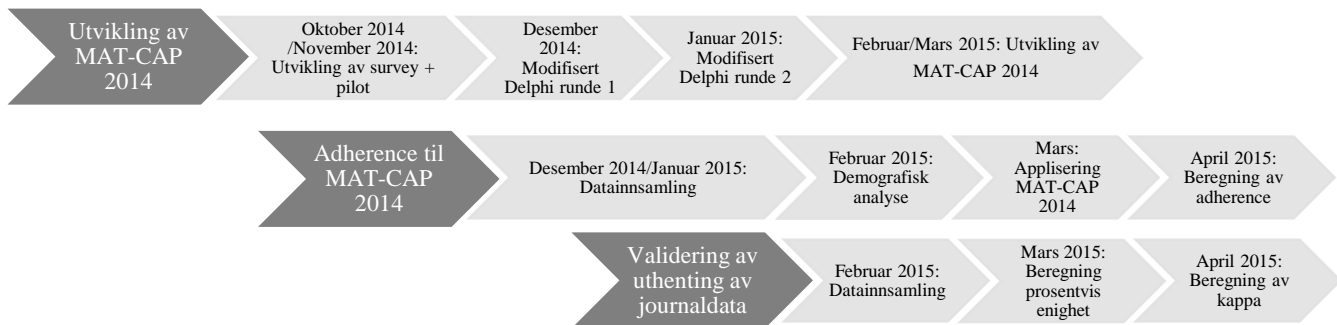 Utvikling av
MAT-CAP
2014
Oktober 2014
/November 2014:
Utvikling av survey +
pilot
Desember
2014:
Modifisert
Delphi runde 1
Januar 2015:
Modifisert
Delphi runde 2
Februar/Mars 2015: Utvikling av
MAT-CAP 2014
Adherence til
MAT-CAP
2014
Desember 2014/Januar 2015:
Datainnsamling
Februar 2015:
Demografisk
analyse
Mars:
Applisering
MAT-CAP
2014
April 2015:
Beregning av
adherence
Validering av
uthenting av
journaldata
Februar 2015:
Datainnsamling
Mars 2015:
Beregning
prosentvis
enighet
April 2015:
Beregning av
kappa